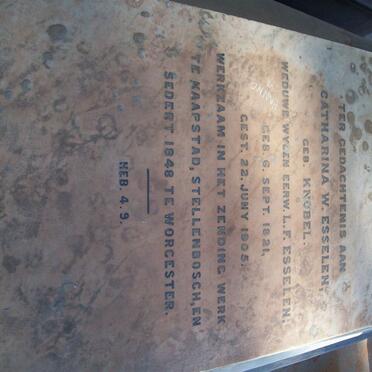 TER GEDACHTENIS AAN
CATHARINA W. ESSELEN,
GEB. KNOBEL.
WEDUWE WYLEN EERW. L. F. ESSELEN.
GEB. 6. SEPT. 1821,
GEST. 22. JUNY 1905.
WERKZAAM IN HET ZENDING WERK
TE KAAPSTAD, STELLENBOSCH, EN
SEDERT 1848 TE WORCESTER.
HEB. 4. 9.